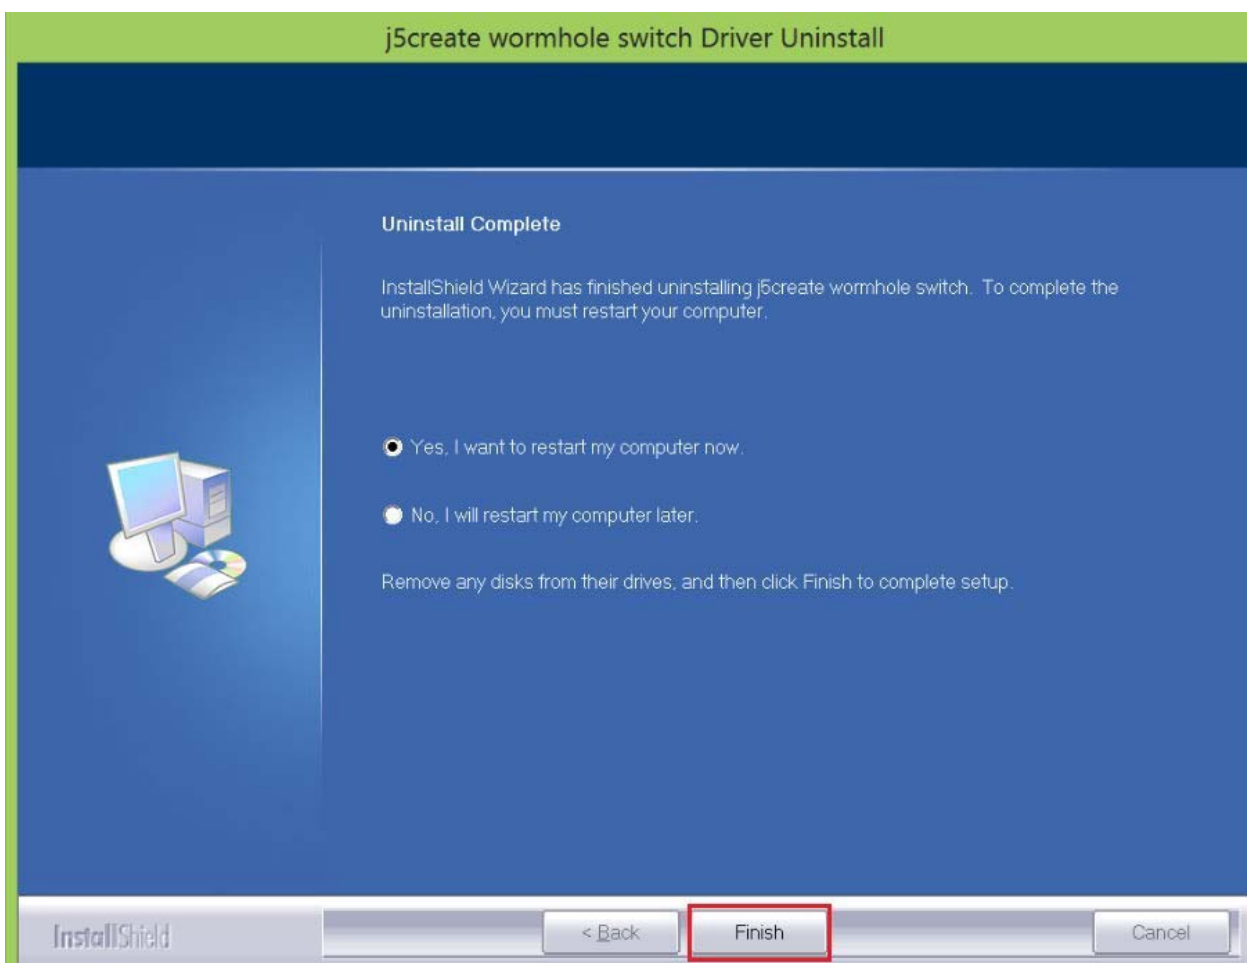 j5create wormhole switch Driver Uninstall
Uninstall Complete
InstallShield Wizard has finished uninstalling j5create wormhole switch. To complete the
uninstallation, you must restart your computer.
Yes, I want to restart my computer now.
No, I will restart my computer later.
Remove any disks from their drives, and then click Finish to complete setup.
InstallShield
< Back
Finish
Cancel